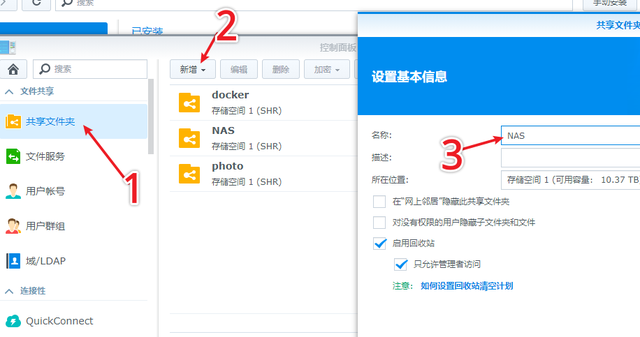 搜索
手动安装
已安装
控制面板
共享文件夹
搜索
新增
编辑
删除
加密
文件共享
共享文件夹
文件服务
用户帐号
用户群组
域/LDAP
连接性
QuickConnect
docker
存储空间 1 (SHR)
NAS
存储空间 1 (SHR)
photo
存储空间 1 (SHR)
设置基本信息
名称:
NAS
描述:
所在位置:
存储空间 1 (可用容量: 10.37 TB
在"网上邻居"隐藏此共享文件夹
对没有权限的用户隐藏子文件夹和文件
启用回收站
只允许管理者访问
注意: 如何设置回收站清空计划
1
2
3